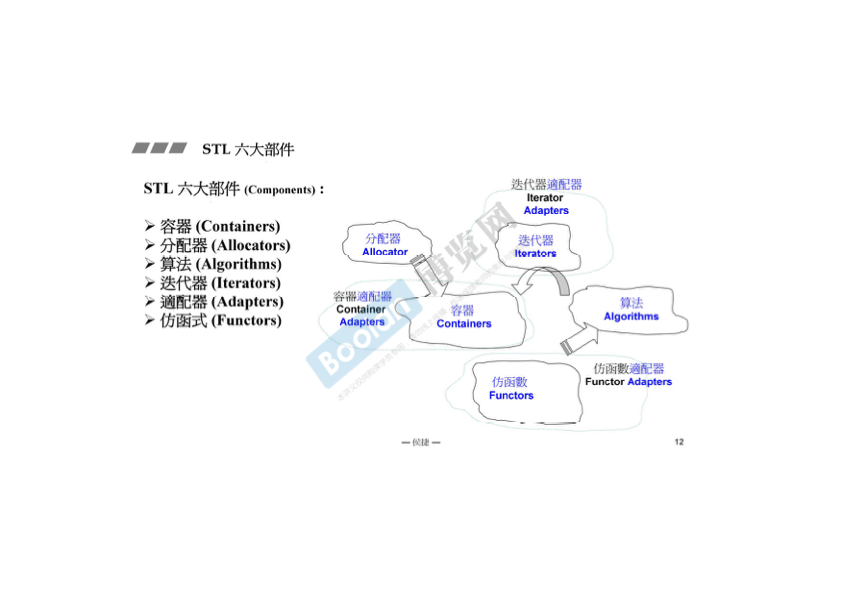 STL 六大部件
STL 六大部件 (Components)：
➢ 容器 (Containers)
➢ 分配器 (Allocators)
➢ 算法 (Algorithms)
➢ 迭代器 (Iterators)
➢ 適配器 (Adapters)
➢ 仿函式 (Functors)
迭代器適配器
Iterator
Adapters
分配器
Allocator
迭代器
Iterators
容器適配器
Container
Adapters
容器
Containers
算法
Algorithms
仿函數適配器
Functor Adapters
仿函數
Functors
Boolan 博览网
— 侯捷 —
12